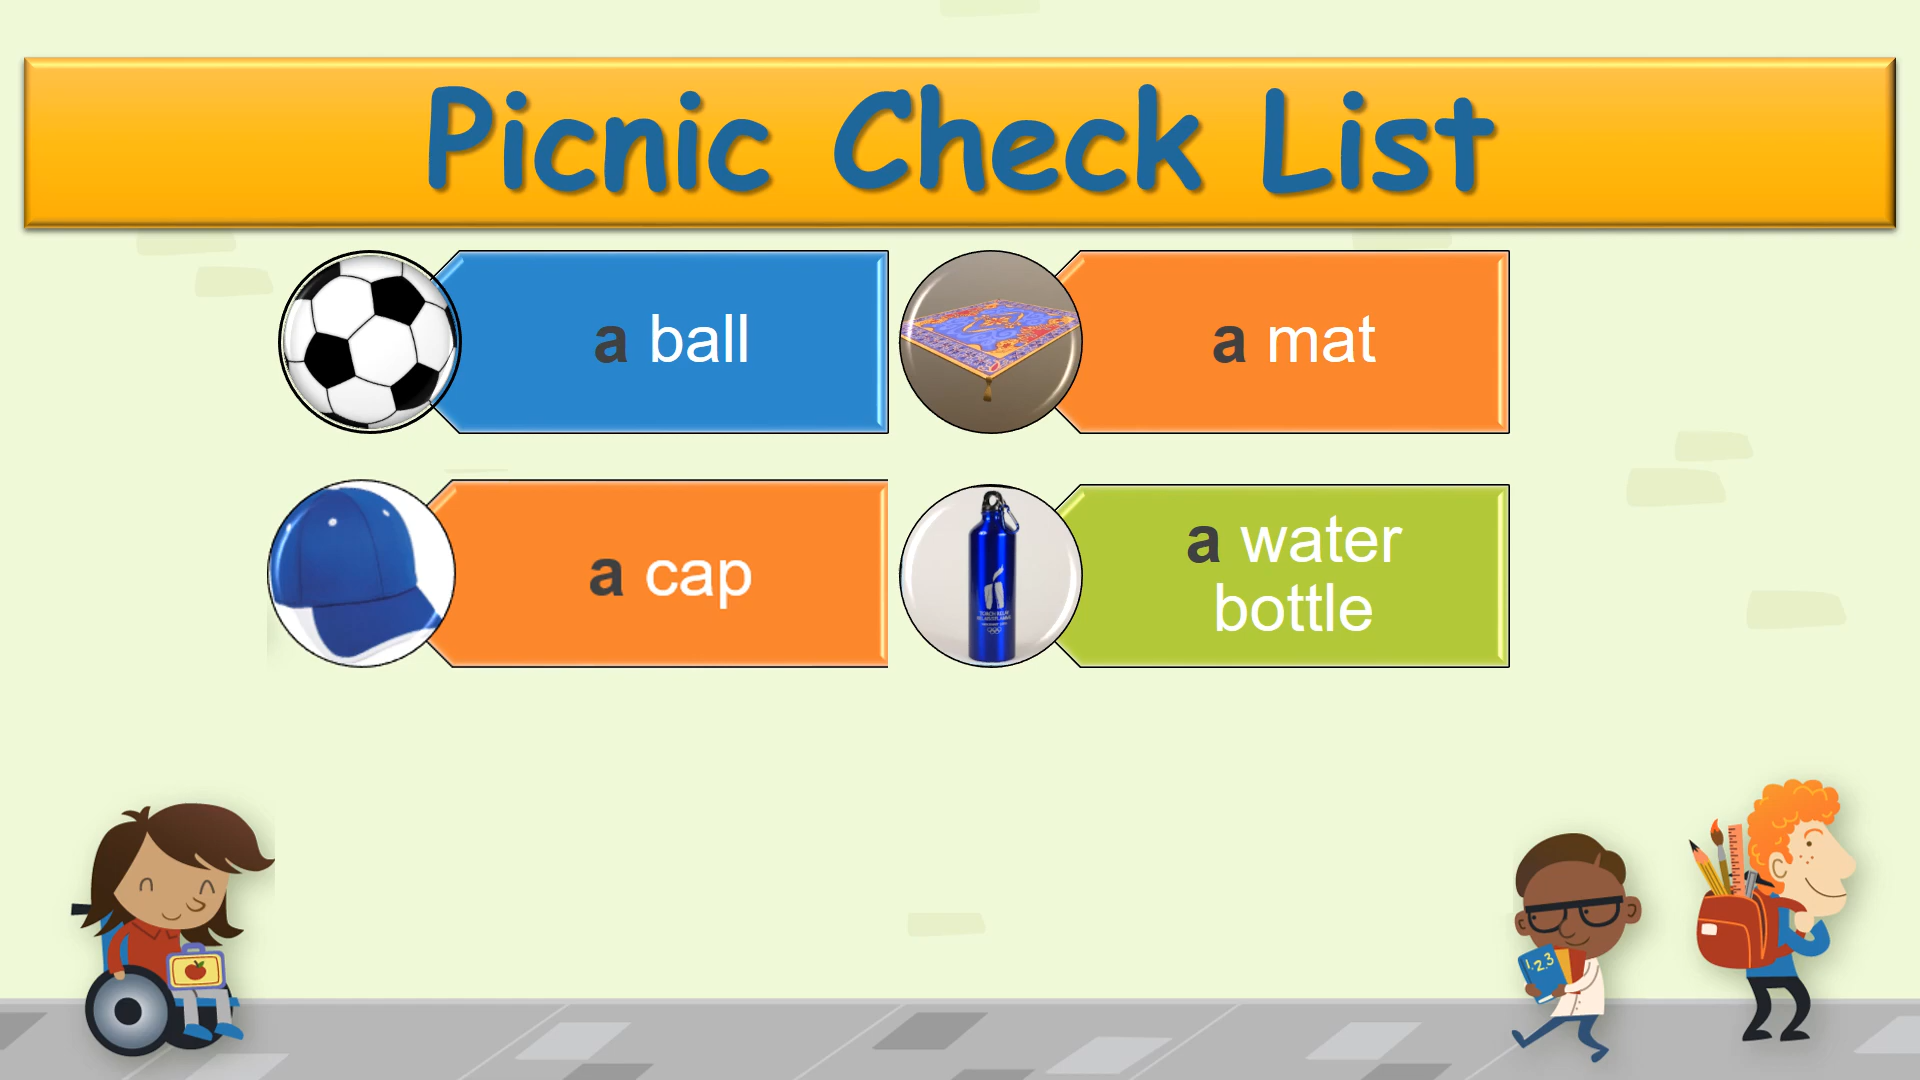 Picnic Check List
a ball
a mat
a cap
a water
bottle
1,2,3